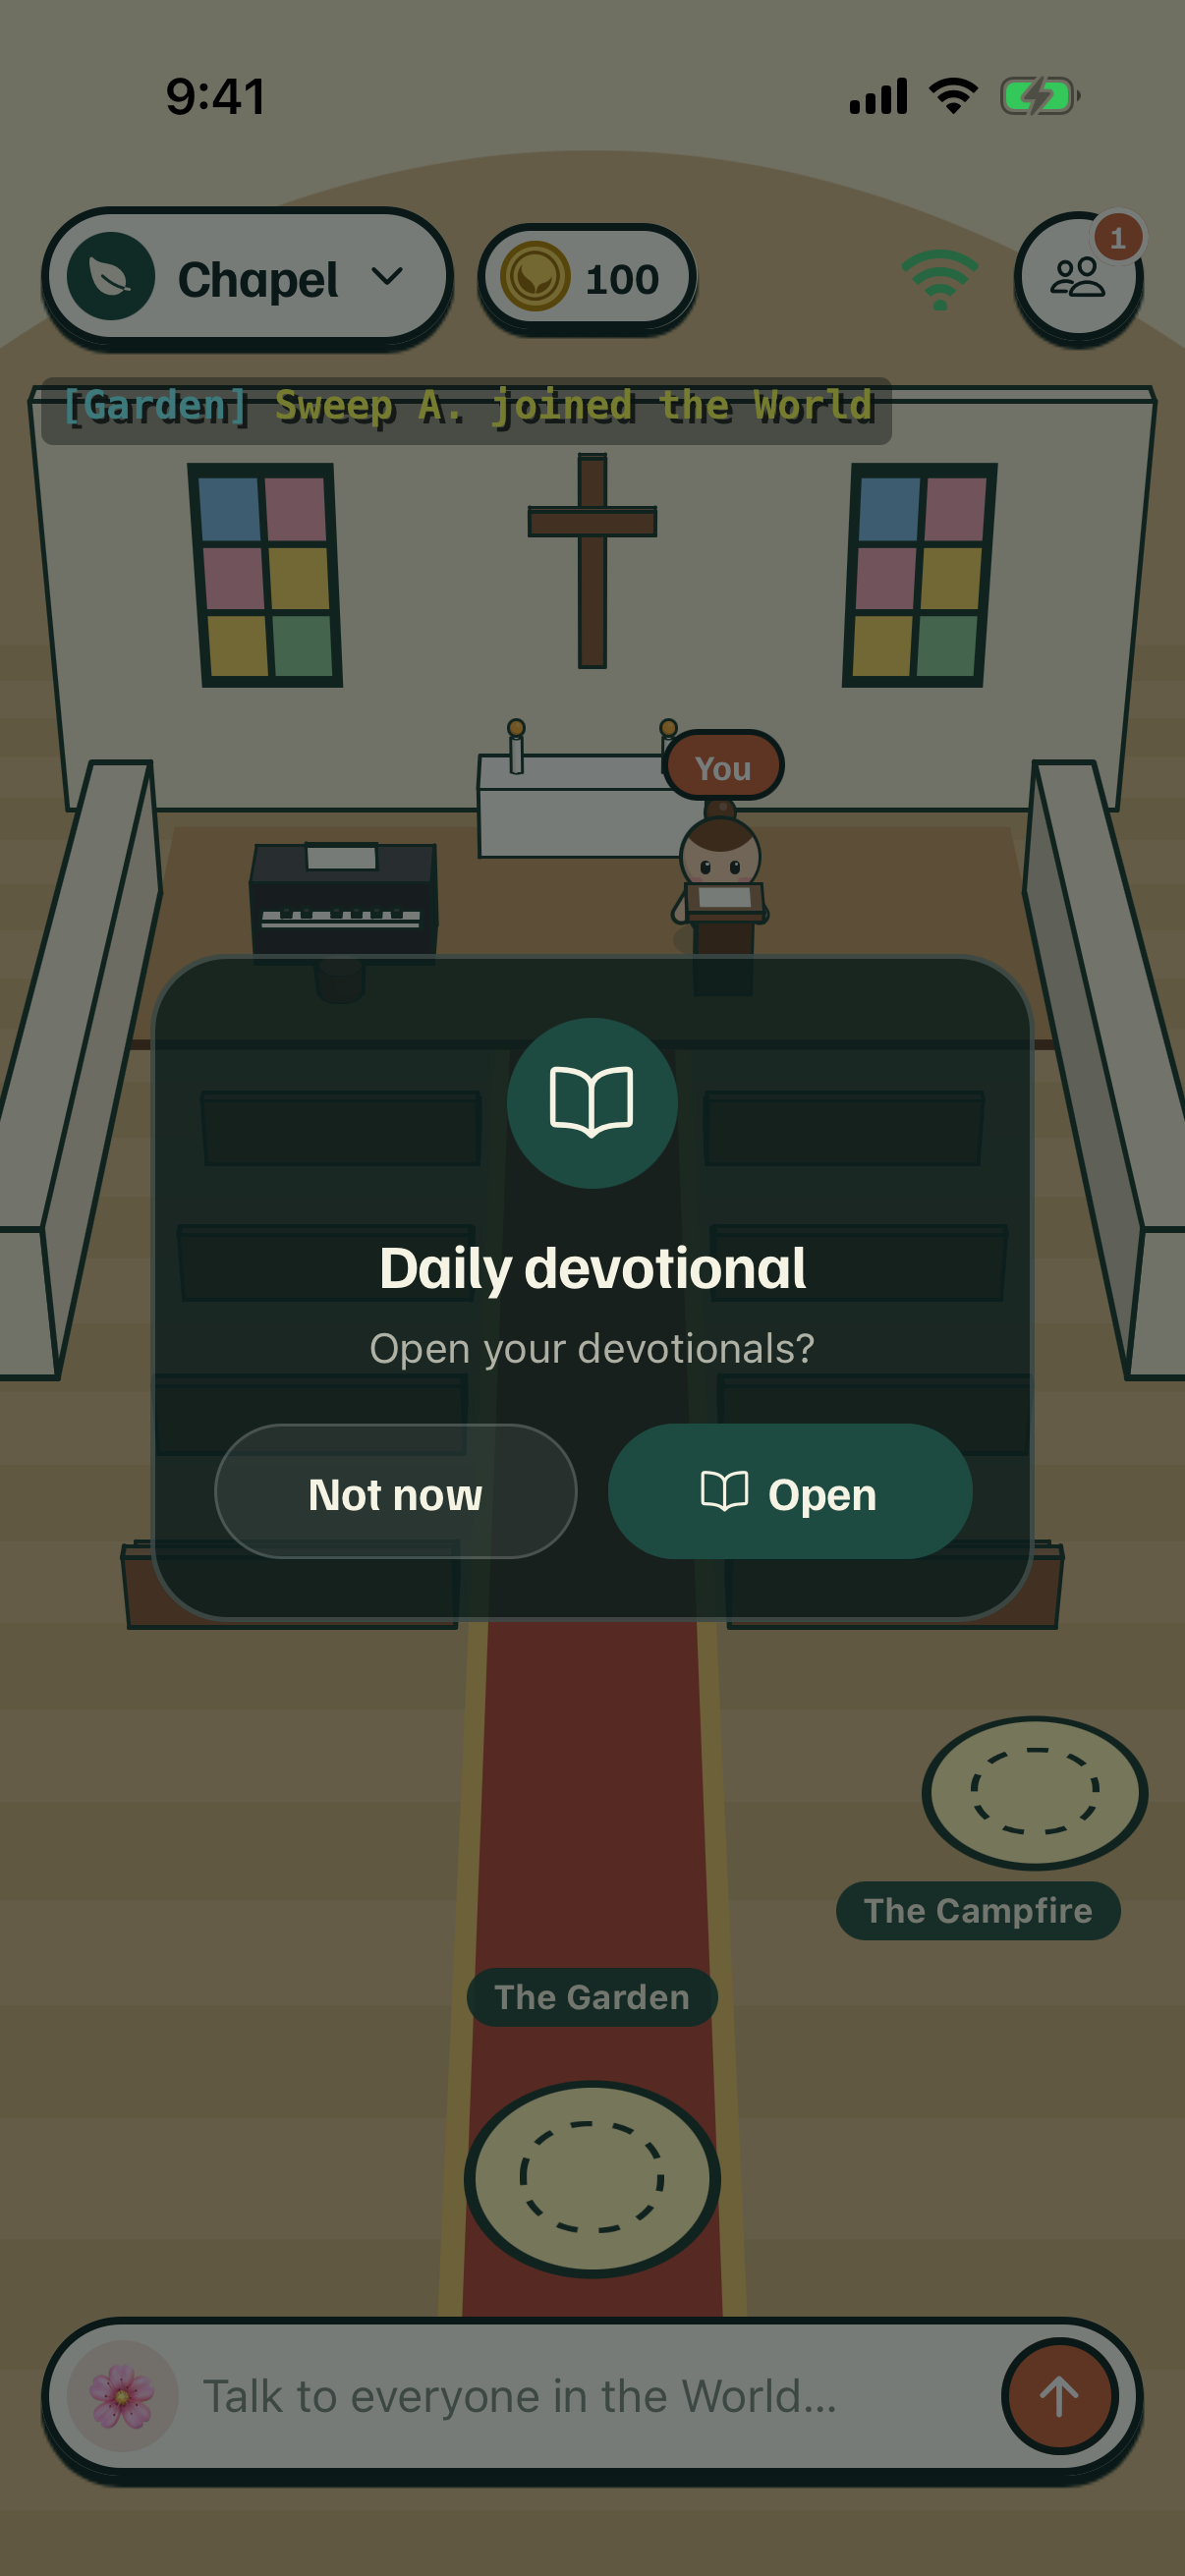 9:41
Chapel
100
1
[Garden] Sweep A. joined the World
You
Daily devotional
Open your devotionals?
Not now
Open
The Campfire
The Garden
Talk to everyone in the World...